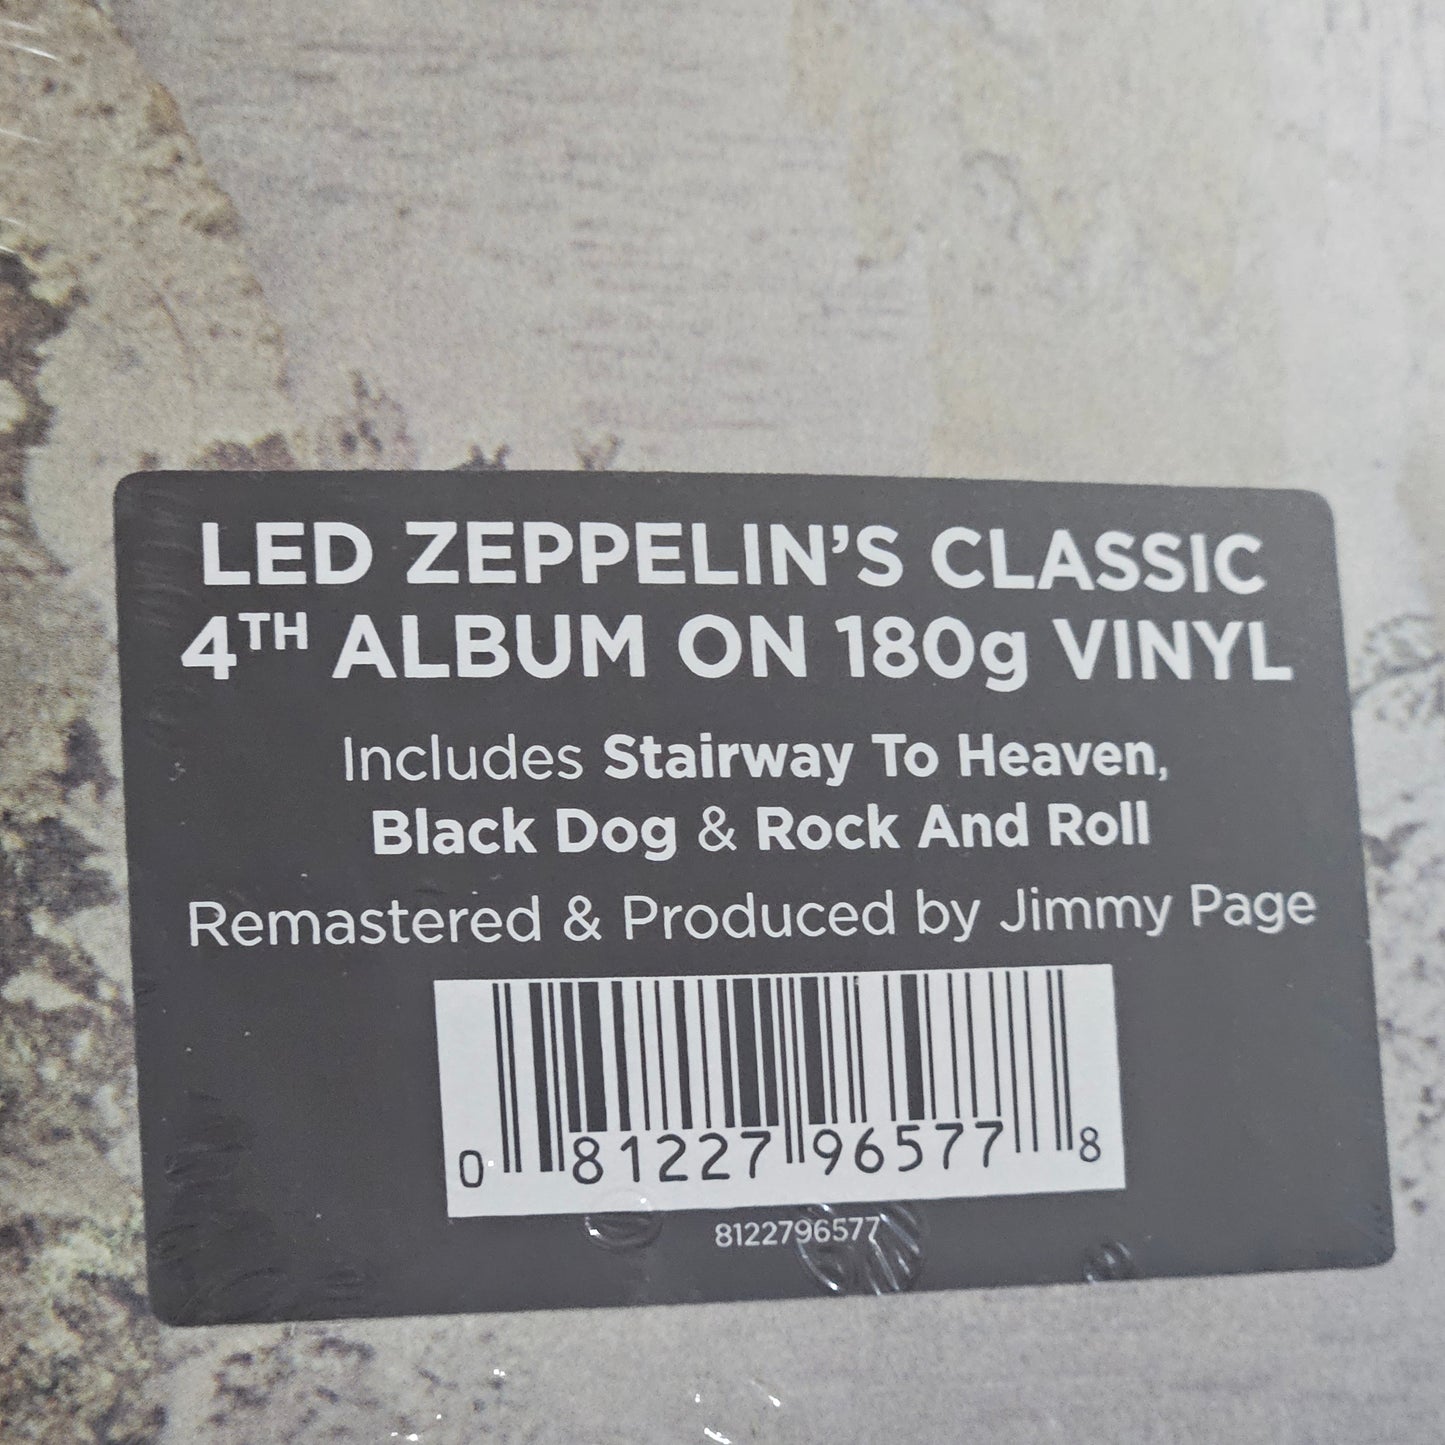 LED ZEPPELIN’S CLASSIC
4TH ALBUM ON 180g VINYL
Includes Stairway To Heaven,
Black Dog & Rock And Roll
Remastered & Produced by Jimmy Page
0 81227 96577 8
8122796577